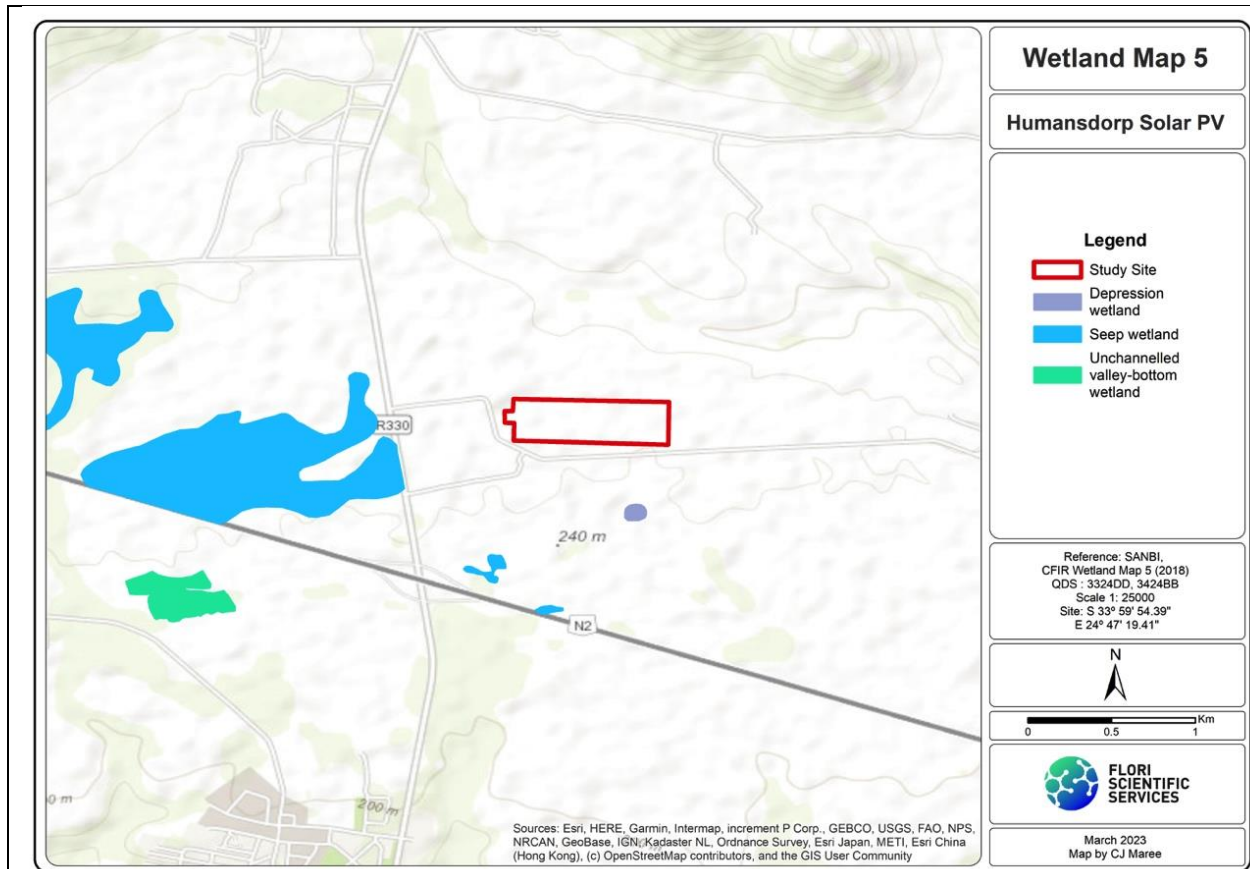 Wetland Map 5
Humansdorp Solar PV
Legend
Study Site
Depression
wetland
Seep wetland
Unchannelled
valley-bottom
wetland
Reference: SANBI,
CFIR Wetland Map 5 (2018)
QDS : 3324DD, 3424BB
Scale 1: 25000
Site: S 33º 59' 54.39"
E 24º 47' 19.41"
N
Km
0 0.5 1
FLORI
SCIENTIFIC
SERVICES
March 2023
Map by CJ Maree
R330
240 m
N2
0 m
200 m
Sources: Esri, HERE, Garmin, Intermap, increment P Corp., GEBCO, USGS, FAO, NPS,
NRCAN, GeoBase, IGN, Kadaster NL, Ordnance Survey, Esri Japan, METI, Esri China
(Hong Kong), (c) OpenStreetMap contributors, and the GIS User Community